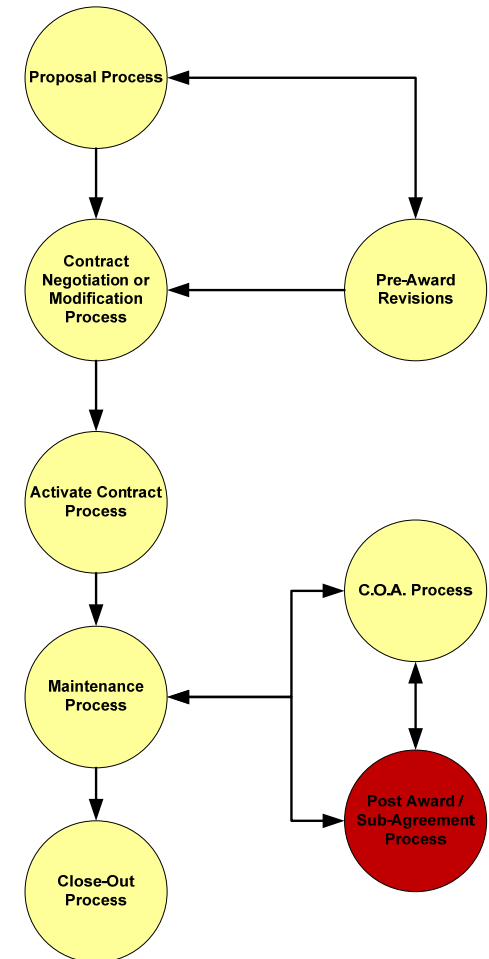 Proposal Process
Contract
Negotiation or
Modification
Process
Pre-Award
Revisions
Activate Contract
Process
C.O.A. Process
Maintenance
Process
Post Award /
Sub-Agreement
Process
Close-Out
Process